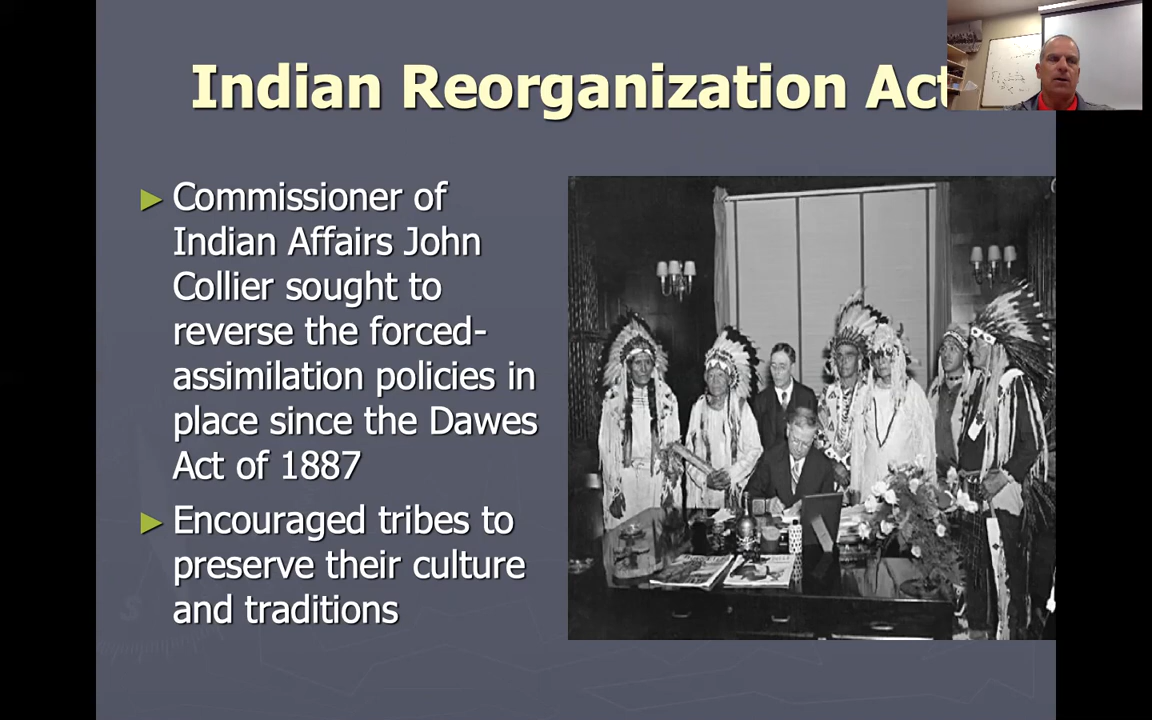 Indian Reorganization Act
► Commissioner of
Indian Affairs John
Collier sought to
reverse the forced-
assimilation policies in
place since the Dawes
Act of 1887
► Encouraged tribes to
preserve their culture
and traditions